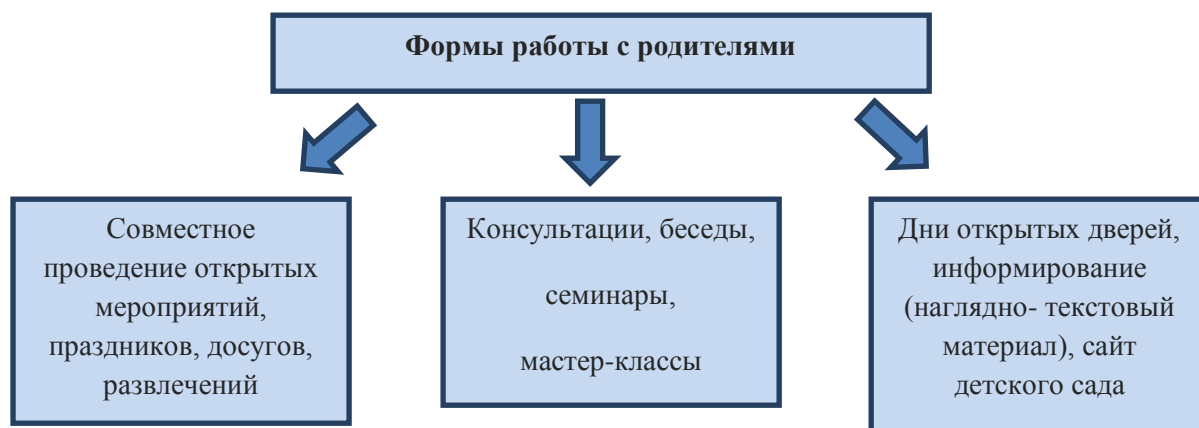 Формы работы с родителями
Совместное
проведение открытых
мероприятий,
праздников, досугов,
развлечений
Консультации, беседы,
семинары,
мастер-классы
Дни открытых дверей,
информирование
(наглядно- текстовый
материал), сайт
детского сада